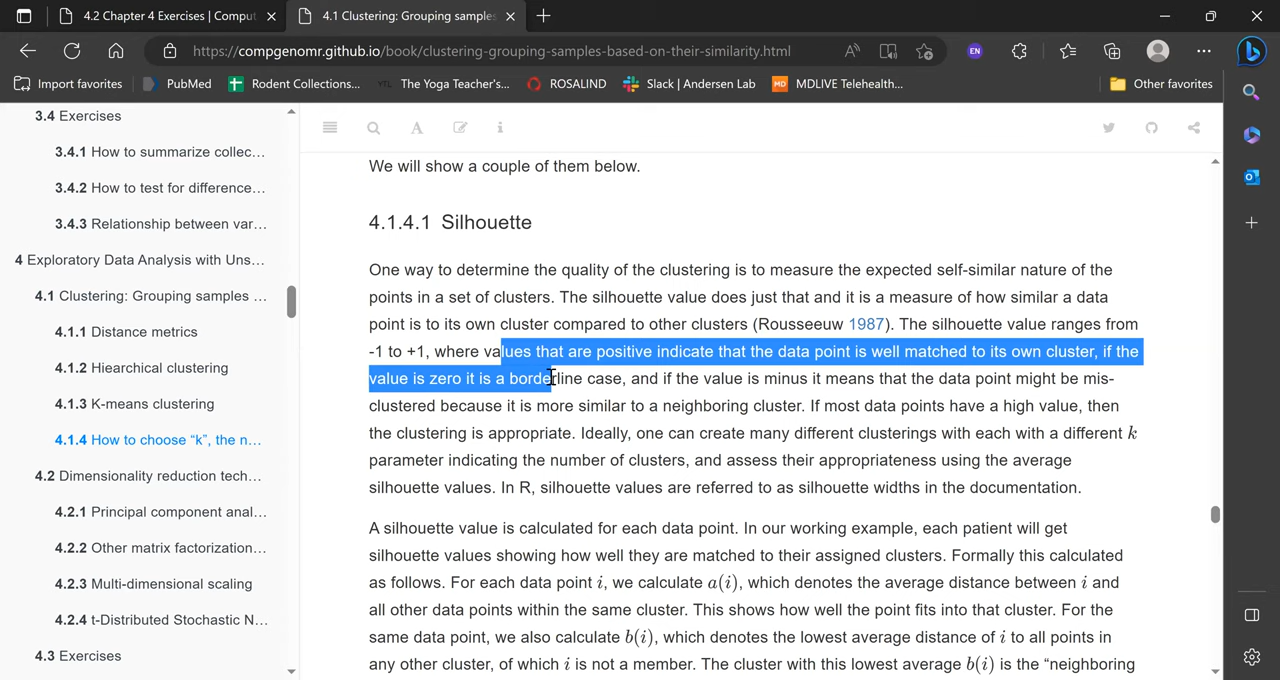 4.2 Chapter 4 Exercises | Comput
4.1 Clustering: Grouping samples
https://compgenomr.github.io/book/clustering-grouping-samples-based-on-their-similarity.html
EN
Import favorites
PubMed
Rodent Collections...
YTL
The Yoga Teacher's...
ROSALIND
Slack | Andersen Lab
MD
MDLIVE Telehealth...
Other favorites
3.4 Exercises
3.4.1 How to summarize collec...
3.4.2 How to test for difference...
3.4.3 Relationship between var...
4 Exploratory Data Analysis with Uns...
4.1 Clustering: Grouping samples ...
4.1.1 Distance metrics
4.1.2 Hiearchical clustering
4.1.3 K-means clustering
4.1.4 How to choose “k”, the n...
4.2 Dimensionality reduction tech...
4.2.1 Principal component anal...
4.2.2 Other matrix factorization...
4.2.3 Multi-dimensional scaling
4.2.4 t-Distributed Stochastic N...
4.3 Exercises
We will show a couple of them below.
4.1.4.1 Silhouette
One way to determine the quality of the clustering is to measure the expected self-similar nature of the
points in a set of clusters. The silhouette value does just that and it is a measure of how similar a data
point is to its own cluster compared to other clusters (Rousseeuw 1987). The silhouette value ranges from
-1 to +1, where values that are positive indicate that the data point is well matched to its own cluster, if the
value is zero it is a borderline case, and if the value is minus it means that the data point might be mis-
clustered because it is more similar to a neighboring cluster. If most data points have a high value, then
the clustering is appropriate. Ideally, one can create many different clusterings with each with a different k
parameter indicating the number of clusters, and assess their appropriateness using the average
silhouette values. In R, silhouette values are referred to as silhouette widths in the documentation.
A silhouette value is calculated for each data point. In our working example, each patient will get
silhouette values showing how well they are matched to their assigned clusters. Formally this calculated
as follows. For each data point i, we calculate a(i), which denotes the average distance between i and
all other data points within the same cluster. This shows how well the point fits into that cluster. For the
same data point, we also calculate b(i), which denotes the lowest average distance of i to all points in
any other cluster, of which i is not a member. The cluster with this lowest average b(i) is the “neighboring